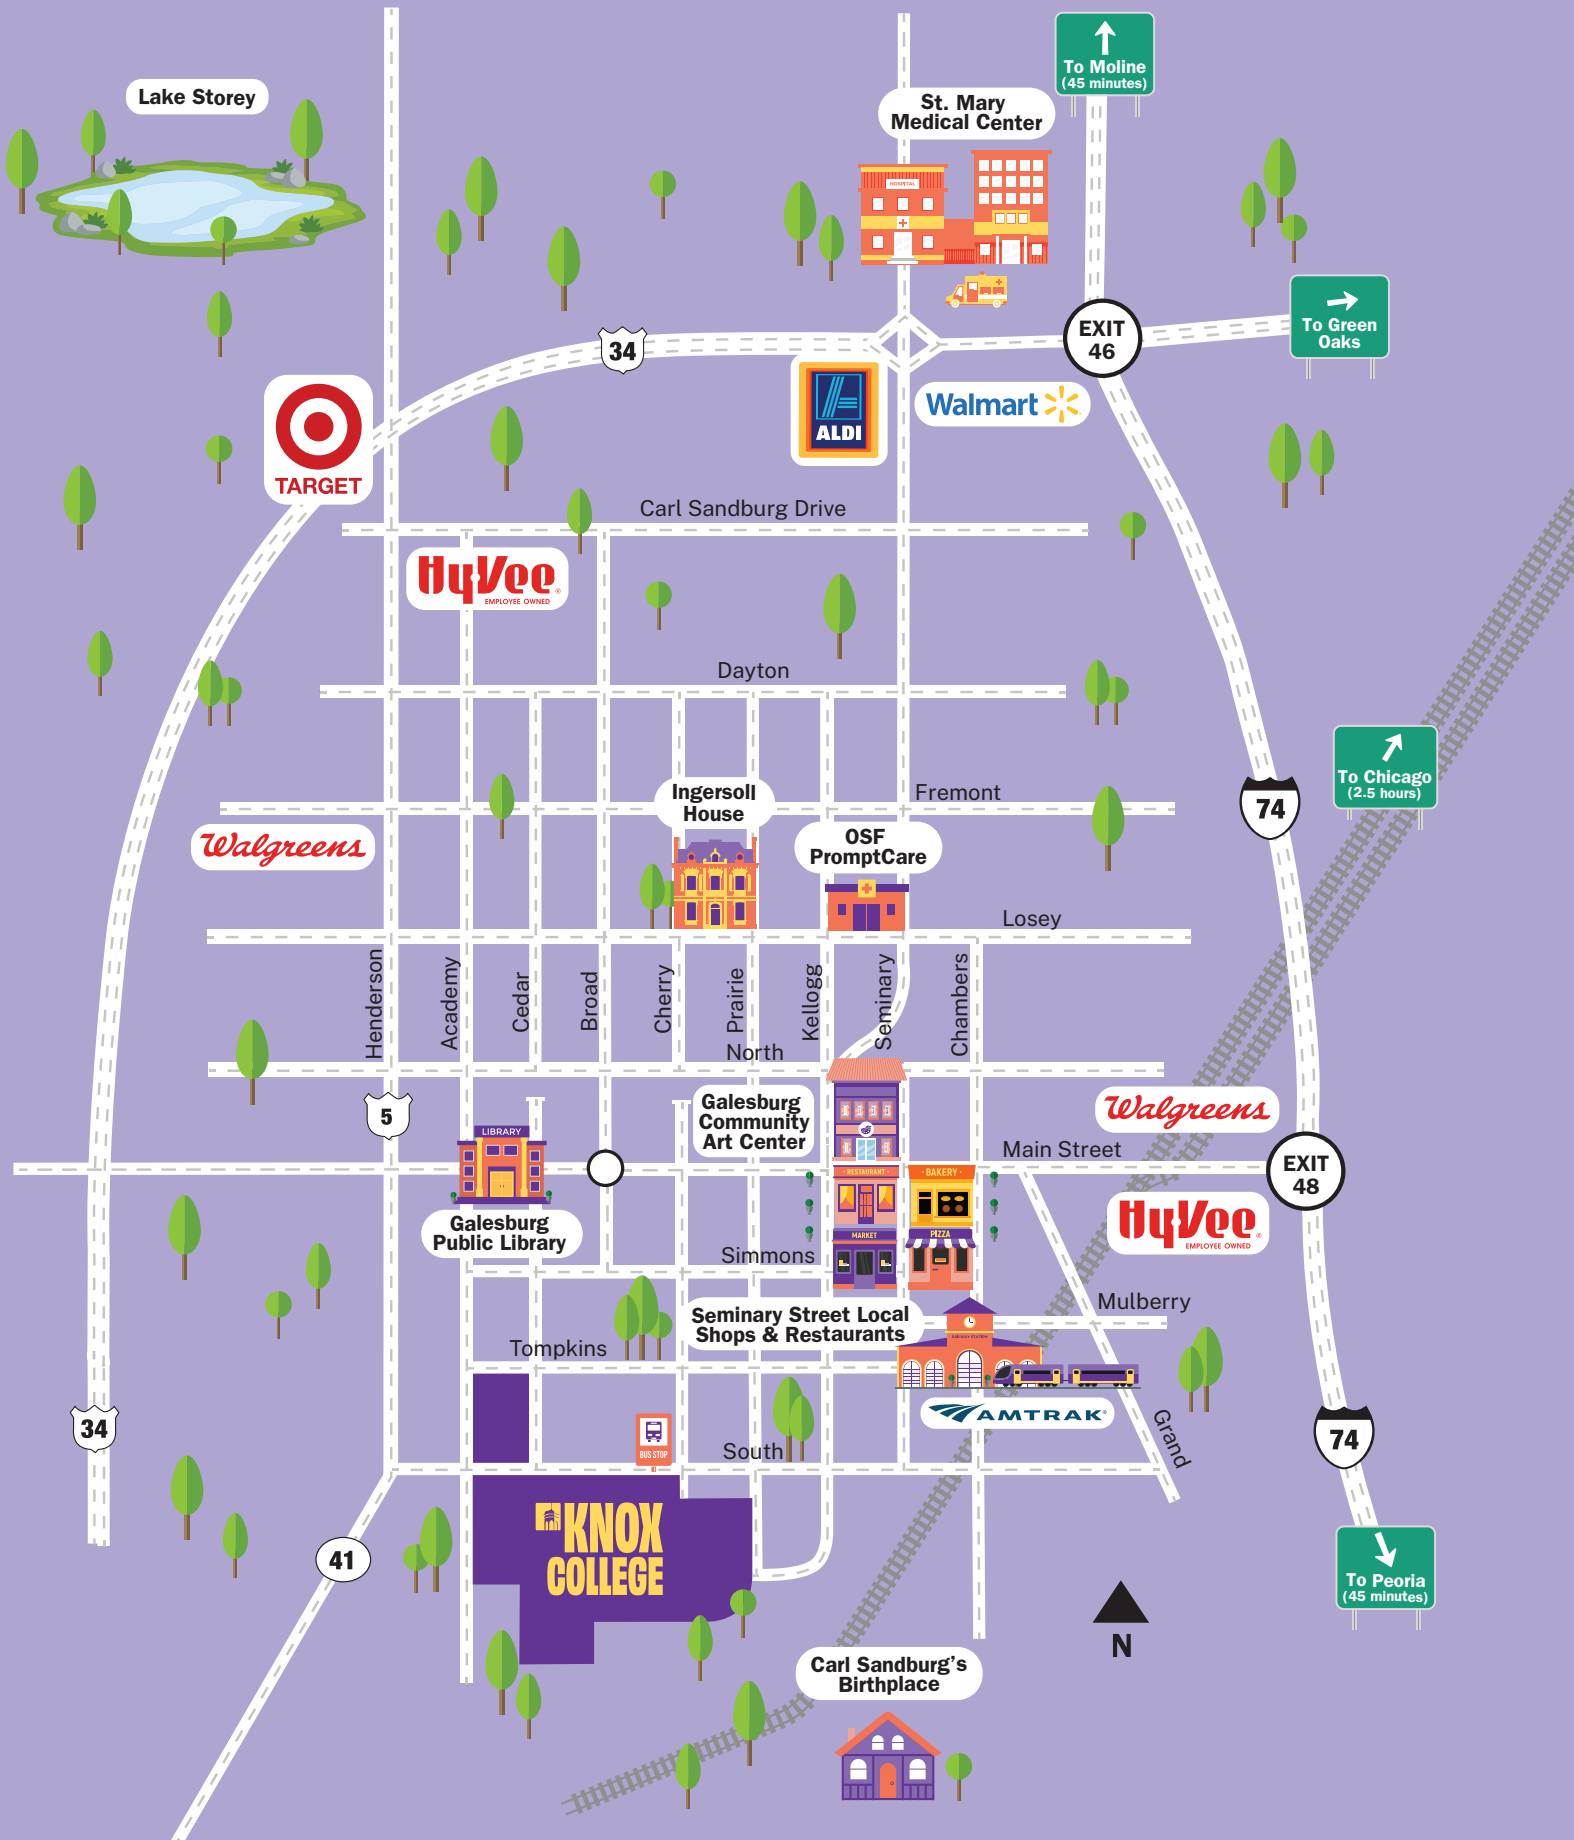 To Moline
(45 minutes)
Lake Storey
St. Mary
Medical Center
HOSPITAL
To Green
Oaks
EXIT
46
34
ALDI
Walmart
TARGET
Carl Sandburg Drive
HyVee
EMPLOYEE OWNED
Dayton
To Chicago
(2.5 hours)
74
Ingersoll
House
Fremont
Walgreens
OSF
PromptCare
Losey
Henderson
Academy
Cedar
Broad
Cherry
Prairie
Kellogg
Seminary
Chambers
North
5
Galesburg
Community
Art Center
Walgreens
LIBRARY
Main Street
EXIT
48
RESTAURANT
BAKERY
Galesburg
Public Library
HyVee
EMPLOYEE OWNED
MARKET
PIZZA
Simmons
Mulberry
Seminary Street Local
Shops & Restaurants
Tompkins
AMTRAK
34
BUS STOP
South
Grand
74
KNOX
COLLEGE
41
To Peoria
(45 minutes)
N
Carl Sandburg's
Birthplace